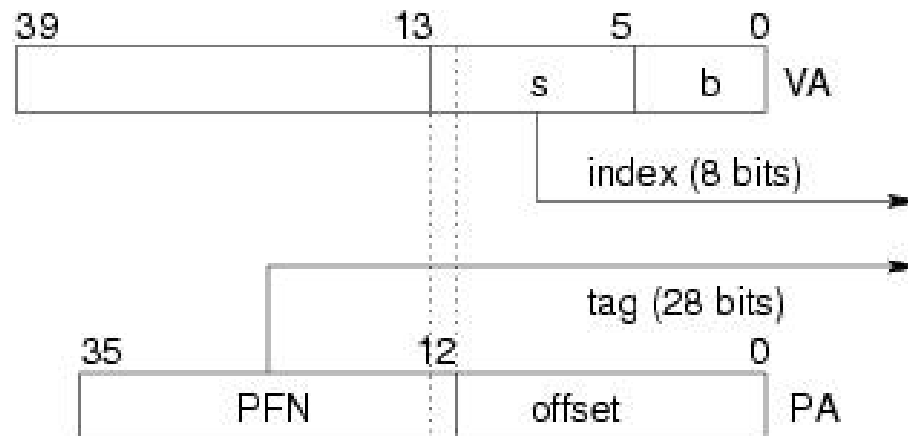 39 13 5 0
s b VA
index (8 bits)
tag (28 bits)
35 12 0
PFN offset PA